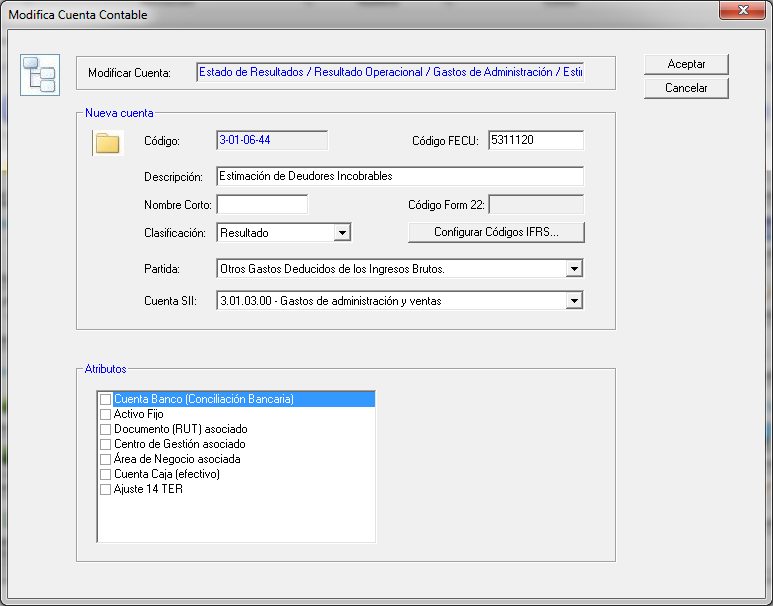 Modifica Cuenta Contable
Modificar Cuenta: Estado de Resultados / Resultado Operacional / Gastos de Administración / Estir
Aceptar
Cancelar
Nueva cuenta
Código: 3-01-06-44 Código FECU: 5311120
Descripción: Estimación de Deudores Incobrables
Nombre Corto: Código Form 22:
Clasificación: Resultado Configurar Códigos IFRS...
Partida: Otros Gastos Deducidos de los Ingresos Brutos.
Cuenta SII: 3.01.03.00 - Gastos de administración y ventas
Atributos
Cuenta Banco (Conciliación Bancaria)
Activo Fijo
Documento (RUT) asociado
Centro de Gestión asociado
Área de Negocio asociada
Cuenta Caja (efectivo)
Ajuste 14 TER